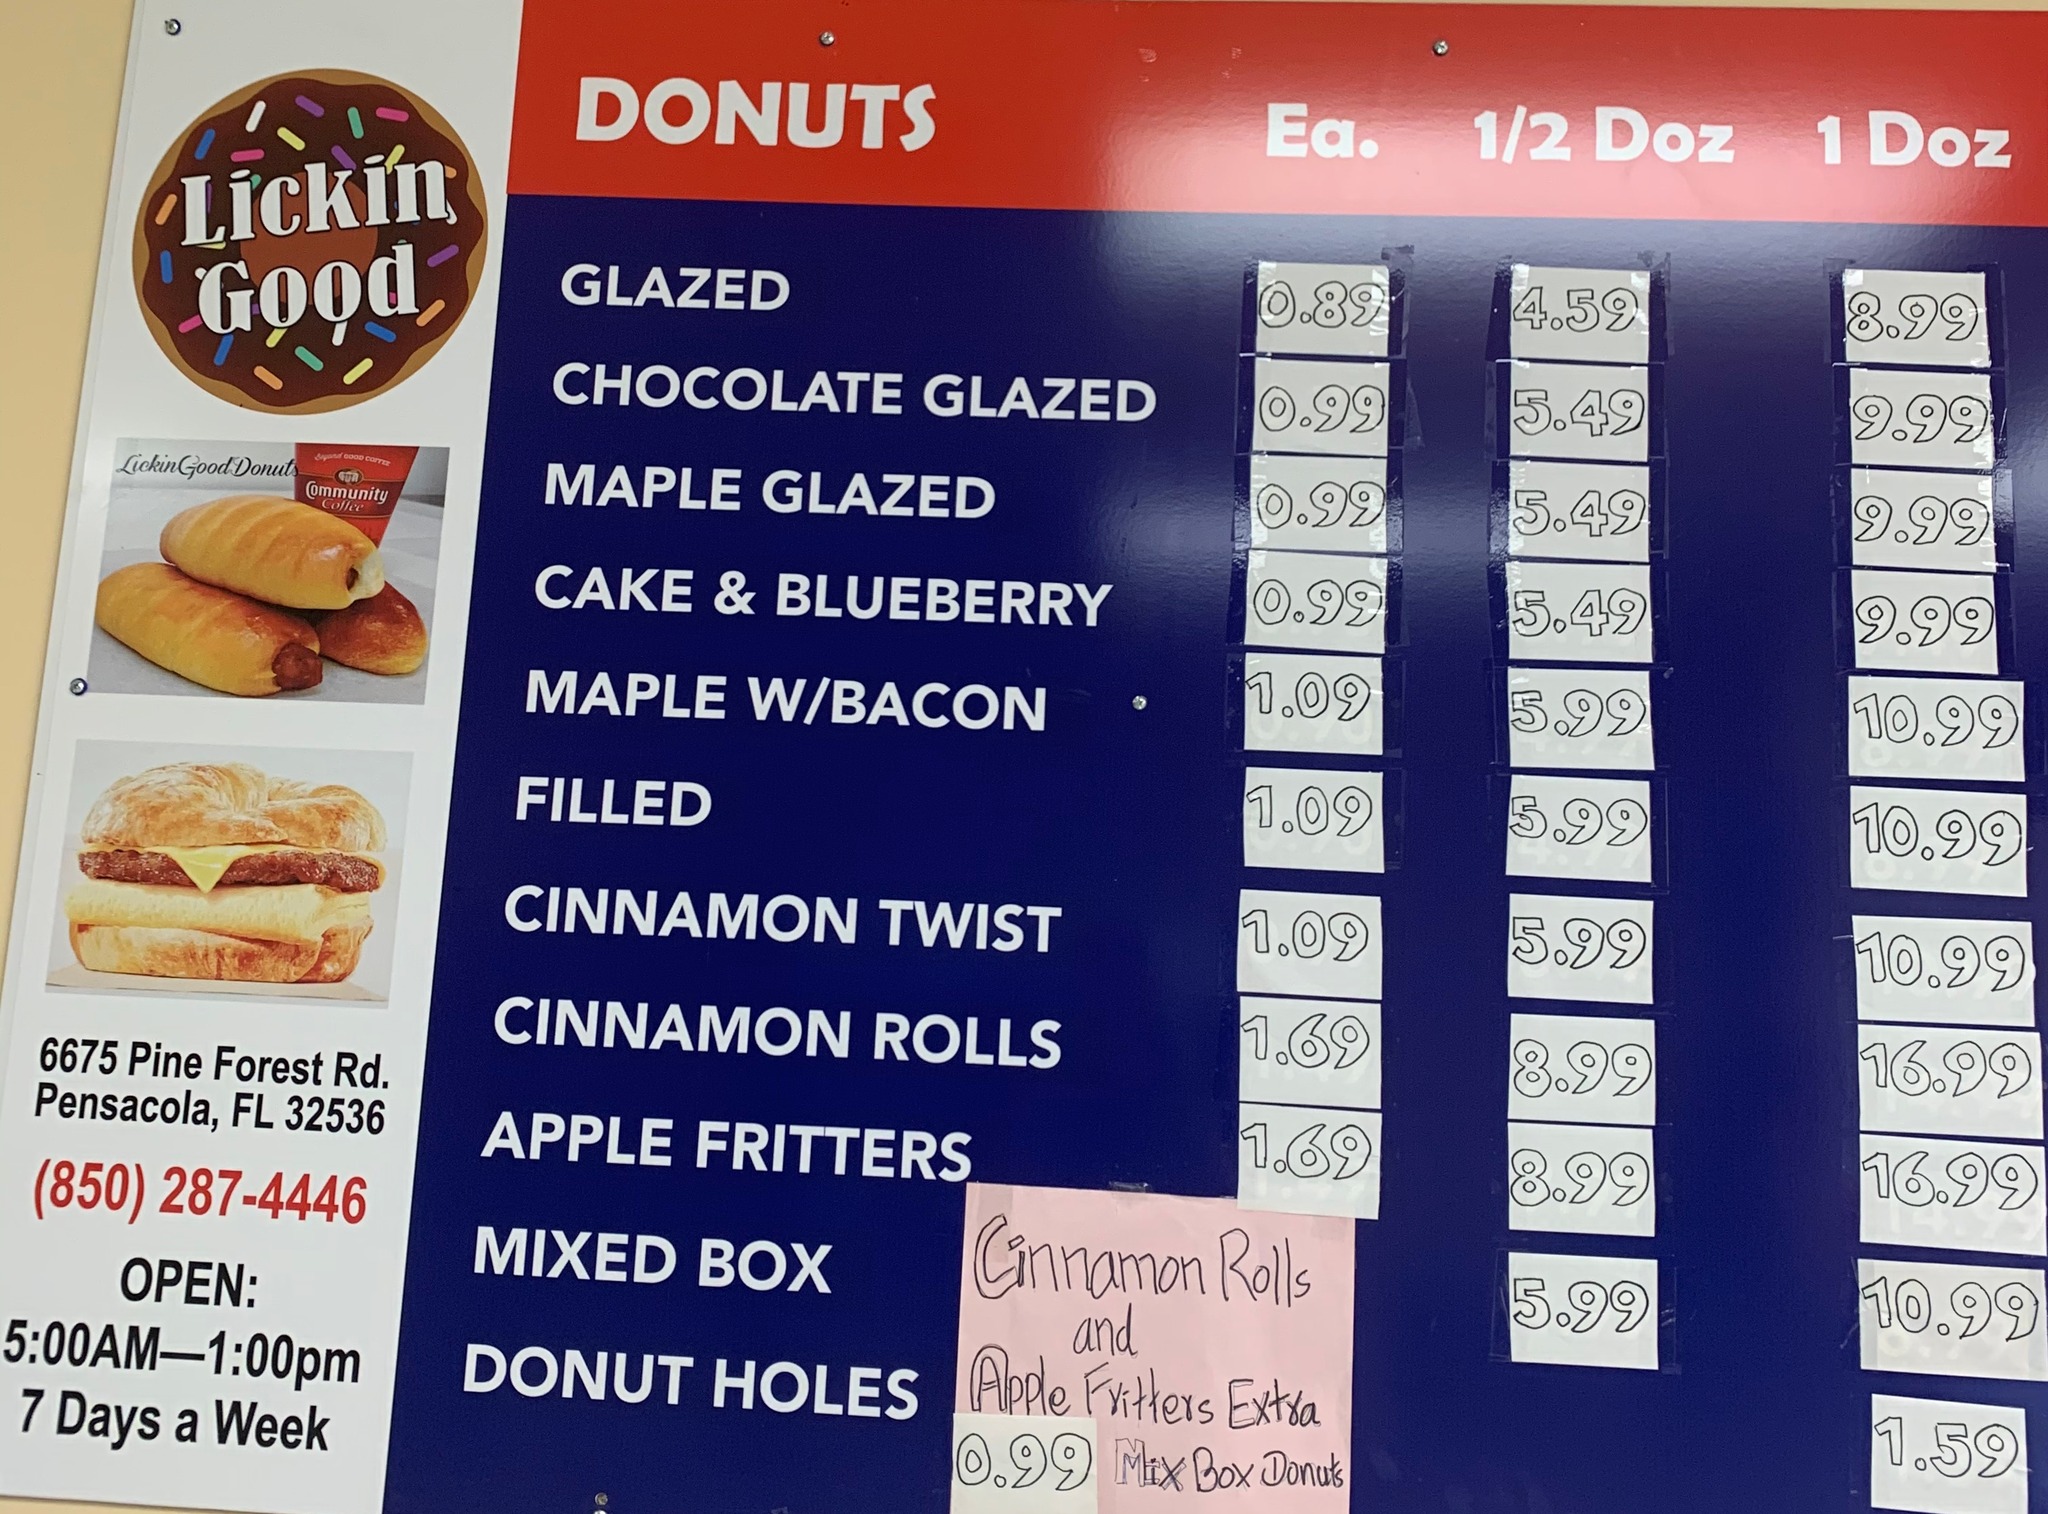 Lickin
Good
LickinGoodDonuts
Beyond GOOD COFFEE
Community
Coffee
6675 Pine Forest Rd.
Pensacola, FL 32536
(850) 287-4446
OPEN:
5:00AM—1:00pm
7 Days a Week
DONUTS Ea. 1/2 Doz 1 Doz
GLAZED 0.89 4.59 8.99
CHOCOLATE GLAZED 0.99 5.49 9.99
MAPLE GLAZED 0.99 5.49 9.99
CAKE & BLUEBERRY 0.99 5.49 9.99
MAPLE W/BACON 1.09 5.99 10.99
FILLED 1.09 5.99 10.99
CINNAMON TWIST 1.09 5.99 10.99
CINNAMON ROLLS 1.69 8.99 16.99
APPLE FRITTERS 1.69 8.99 16.99
MIXED BOX 5.99 10.99
DONUT HOLES 1.59
Cinnamon Rolls
and
Apple Fritters Extra
0.99 Mix Box Donuts